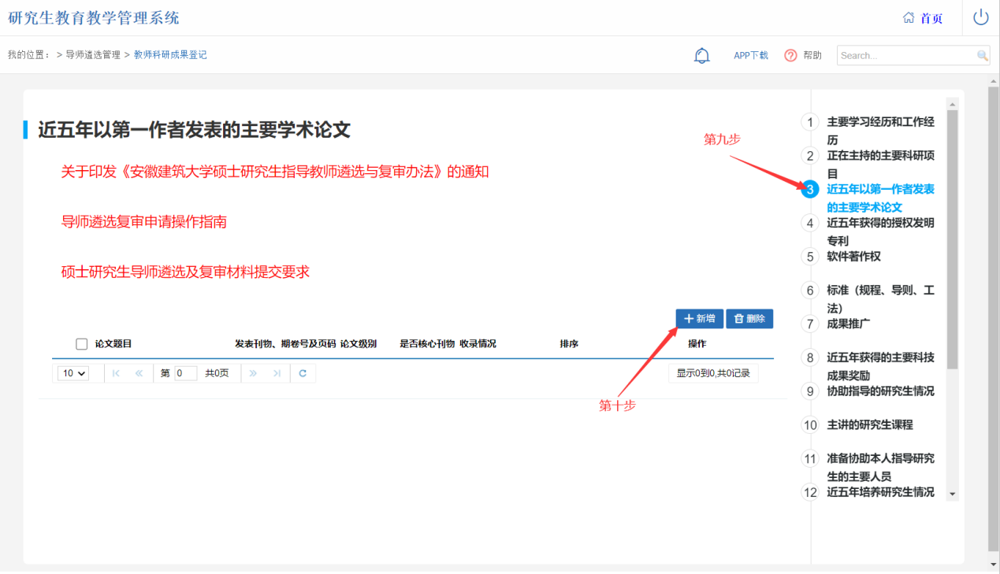 研究生教育教学管理系统
首页
我的位置： > 导师遴选管理 > 教师科研成果登记
APP下载
帮助
Search...
近五年以第一作者发表的主要学术论文
关于印发《安徽建筑大学硕士研究生指导教师遴选与复审办法》的通知
导师遴选复审申请操作指南
硕士研究生导师遴选及复审材料提交要求
新增
删除
论文题目 发表刊物、期卷号及页码 论文级别 是否核心刊物 收录情况 排序 操作
10 第 0 共0页 显示0到0,共0记录
第十步
第九步
1 主要学习经历和工作经
历
2 正在主持的主要科研项
目
3 近五年以第一作者发表
的主要学术论文
4 近五年获得的授权发明
专利
5 软件著作权
6 标准（规程、导则、工
法）
7 成果推广
8 近五年获得的主要科技
成果奖励
9 协助指导的研究生情况
10 主讲的研究生课程
11 准备协助本人指导研究
生的主要人员
12 近五年培养研究生情况